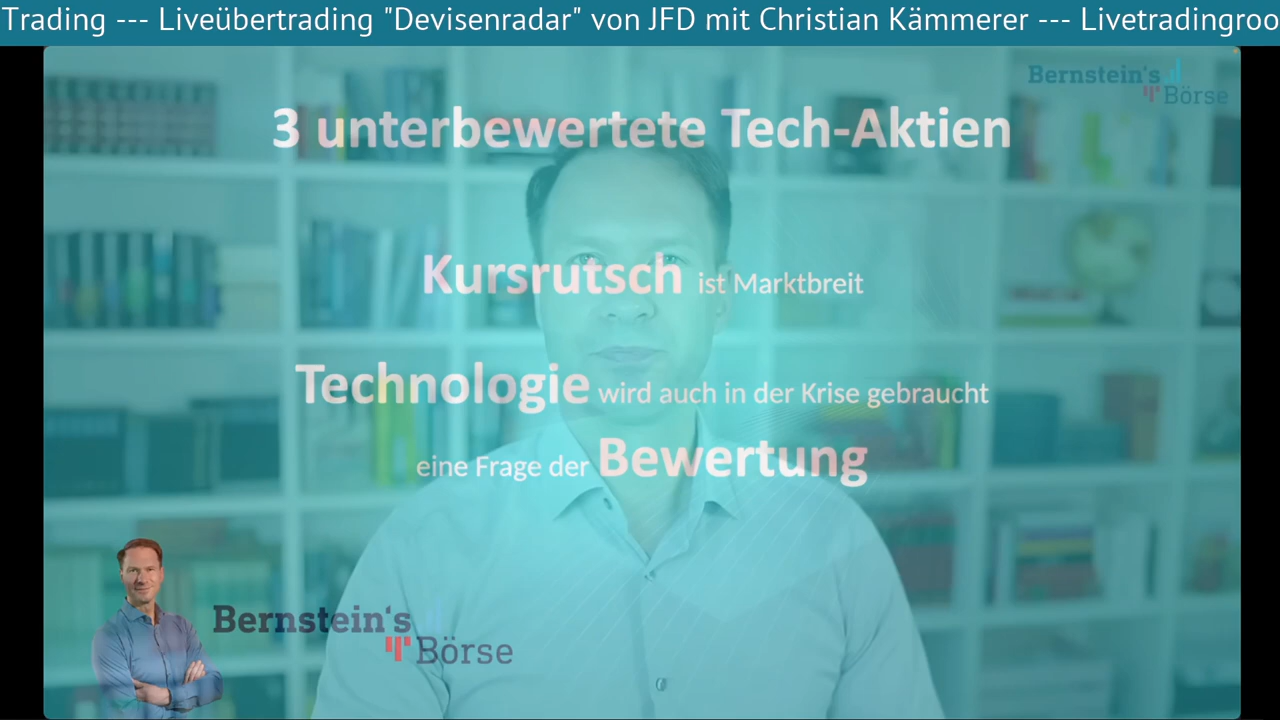 Trading --- Liveübertrading "Devisenradar" von JFD mit Christian Kämmerer --- Livetradingroo
Bernstein's
Börse
3 unterbewertete Tech-Aktien
Kursrutsch ist Marktbreit
Technologie wird auch in der Krise gebraucht
eine Frage der Bewertung
Bernstein's
Börse